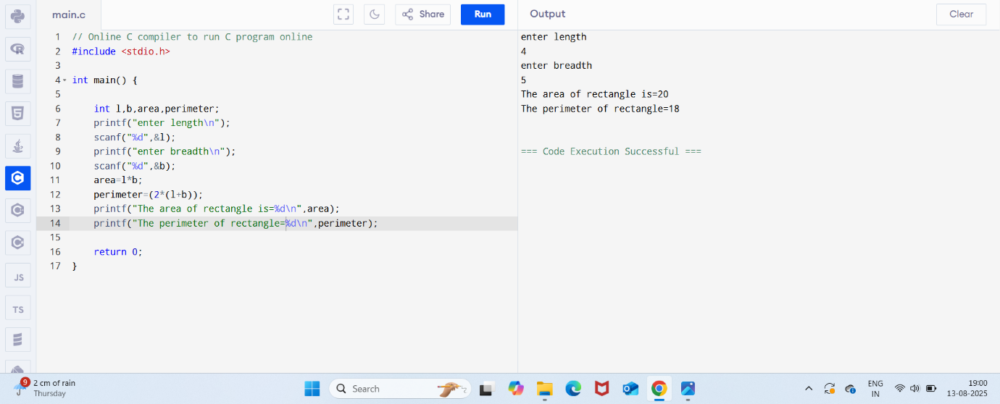 main.c
Share
Run
Output
Clear
1 // Online C compiler to run C program online
2 #include <stdio.h>
3
4 int main() {
5
6 int l,b,area,perimeter;
7 printf("enter length\n");
8 scanf("%d",&l);
9 printf("enter breadth\n");
10 scanf("%d",&b);
11 area=l*b;
12 perimeter=(2*(l+b));
13 printf("The area of rectangle is=%d\n",area);
14 printf("The perimeter of rectangle=%d\n",perimeter);
15
16 return 0;
17 }
enter length
4
enter breadth
5
The area of rectangle is=20
The perimeter of rectangle=18
=== Code Execution Successful ===
JS
TS
9
2 cm of rain
Thursday
Search
ENG
IN
19:00
13-08-2025